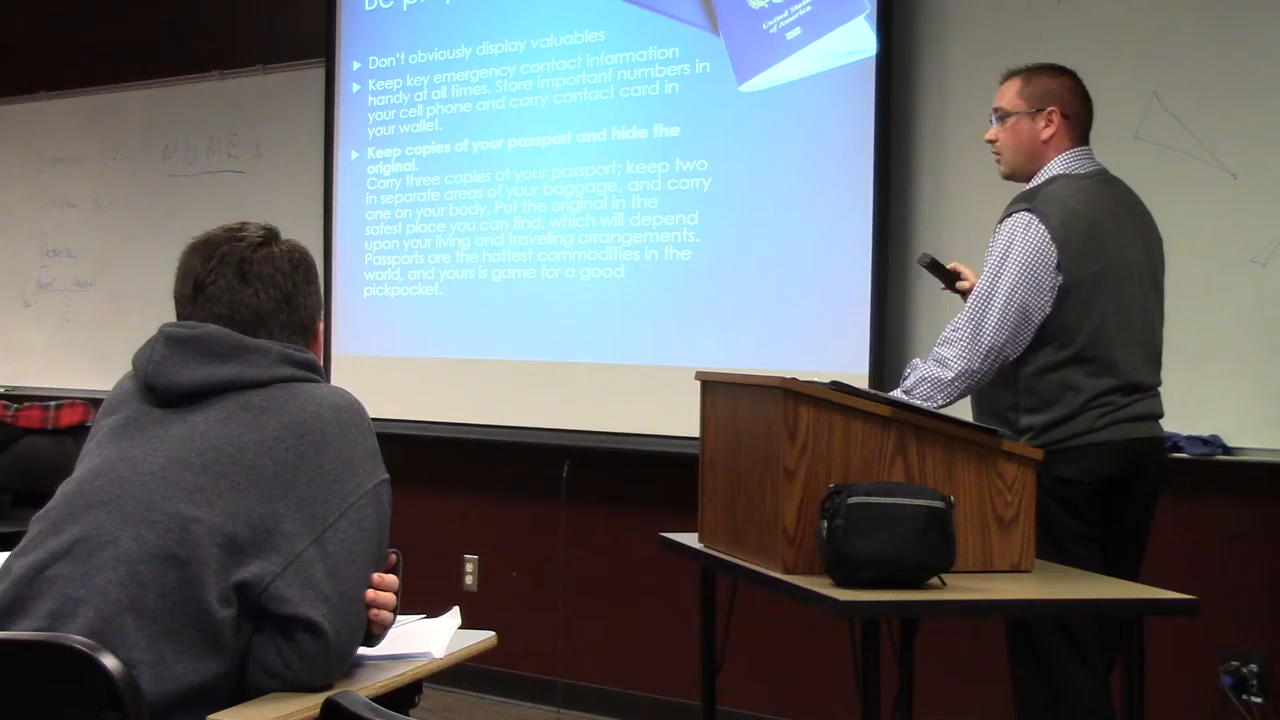 United States
of America
Don't obviously display valuables
Keep key emergency contact information
handy at all times. Store important numbers in
your cell phone and carry contact card in
your wallet.
Keep copies of your passport and hide the
original.
Carry three copies of your passport; keep two
in separate areas of your baggage, and carry
one on your body. Put the original in the
safest place you can find, which will depend
upon your living and traveling arrangements.
Passports are the hottest commodities in the
world, and yours is game for a good
pickpocket.